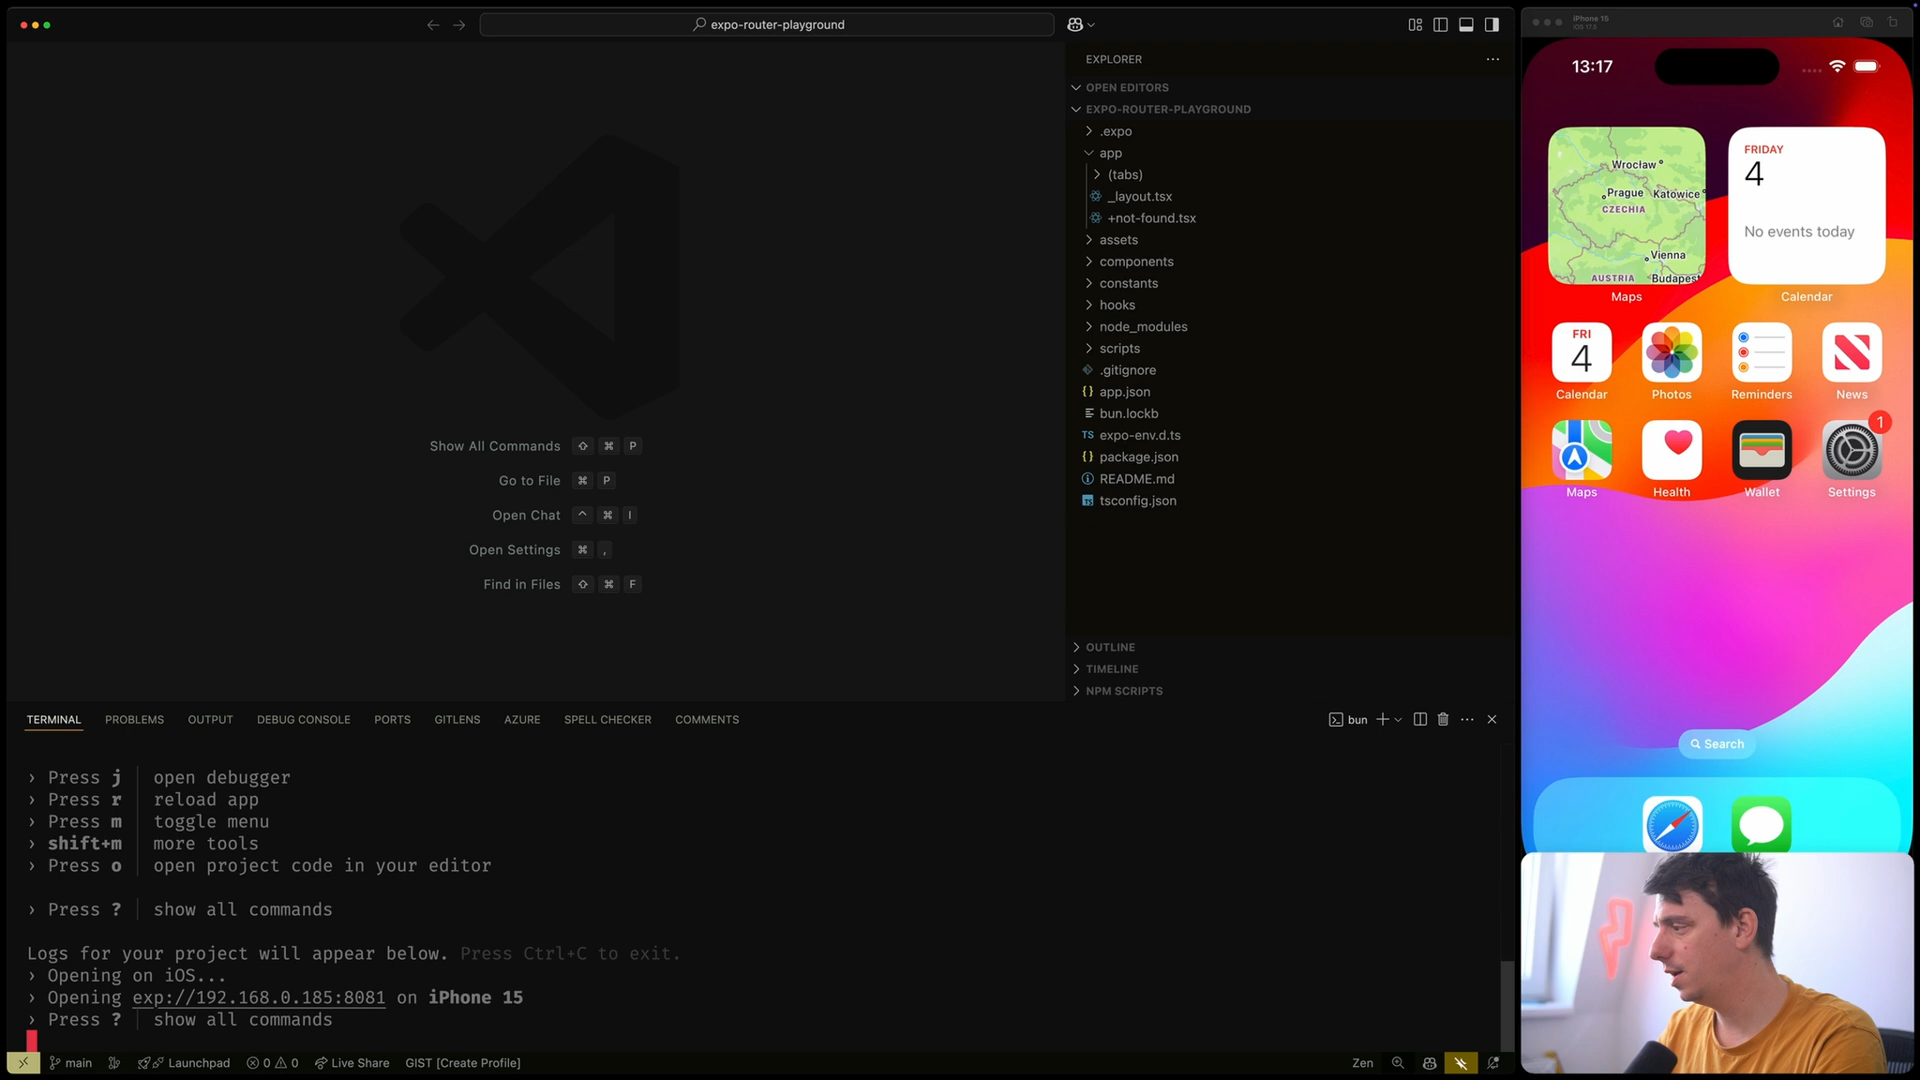 expo-router-playground
EXPLORER
OPEN EDITORS
EXPO-ROUTER-PLAYGROUND
.expo
app
(tabs)
_layout.tsx
+not-found.tsx
assets
components
constants
hooks
node_modules
scripts
.gitignore
app.json
bun.lockb
TS expo-env.d.ts
package.json
README.md
tsconfig.json
OUTLINE
TIMELINE
NPM SCRIPTS
Show All Commands ⇧ ⌘ P
Go to File ⌘ P
Open Chat ^ ⌘ I
Open Settings ⌘ ,
Find in Files ⇧ ⌘ F
TERMINAL PROBLEMS OUTPUT DEBUG CONSOLE PORTS GITLENS AZURE SPELL CHECKER COMMENTS
bun
› Press j │ open debugger
› Press r │ reload app
› Press m │ toggle menu
› shift+m │ more tools
› Press o │ open project code in your editor
› Press ? │ show all commands
Logs for your project will appear below. Press Ctrl+C to exit.
› Opening on iOS...
› Opening exp://192.168.0.185:8081 on iPhone 15
› Press ? │ show all commands
main Launchpad 0 0 Live Share GIST [Create Profile]
Zen
iPhone 15
iOS 17.5
13:17
Wrocław
Prague
Katowice
CZECHIA
Vienna
AUSTRIA
Budapest
Maps
FRIDAY
4
No events today
Calendar
FRI
4
Calendar Photos Reminders News
1
Maps Health Wallet Settings
Search